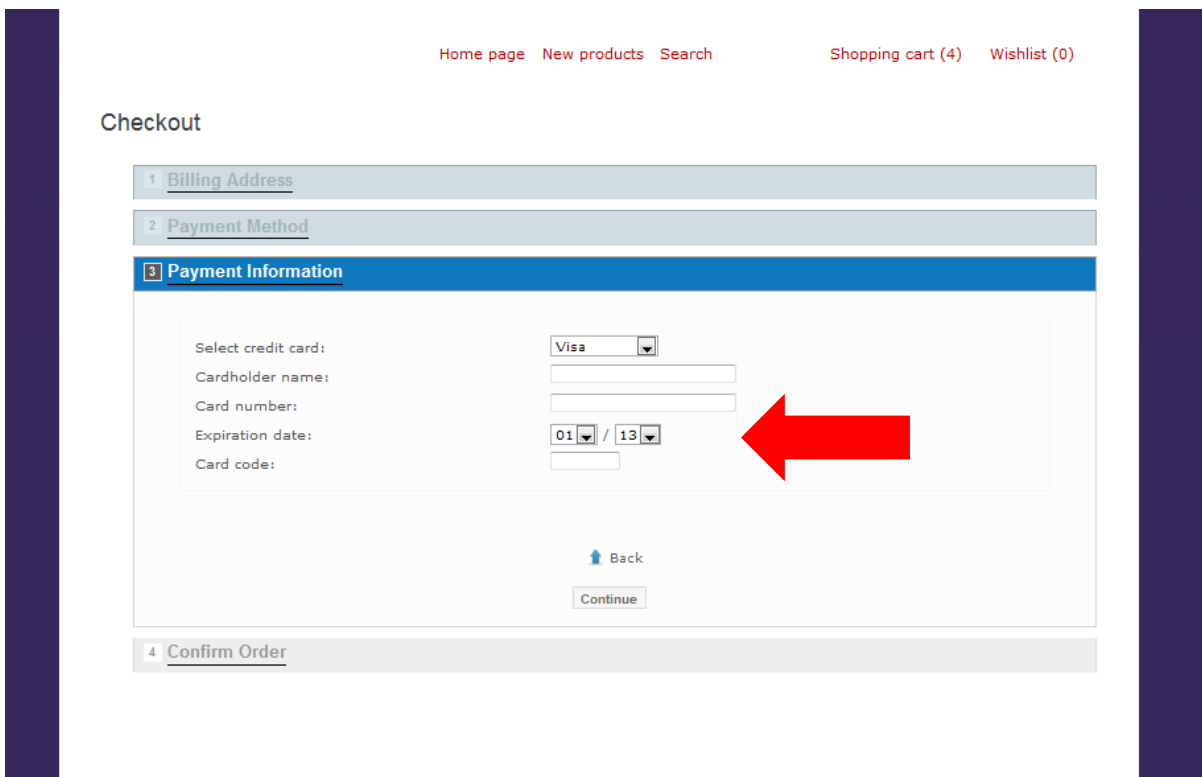 Home page New products Search Shopping cart (4) Wishlist (0)
Checkout
1 Billing Address
2 Payment Method
3 Payment Information
Select credit card: Visa
Cardholder name:
Card number:
Expiration date: 01 / 13
Card code:
Back
Continue
4 Confirm Order